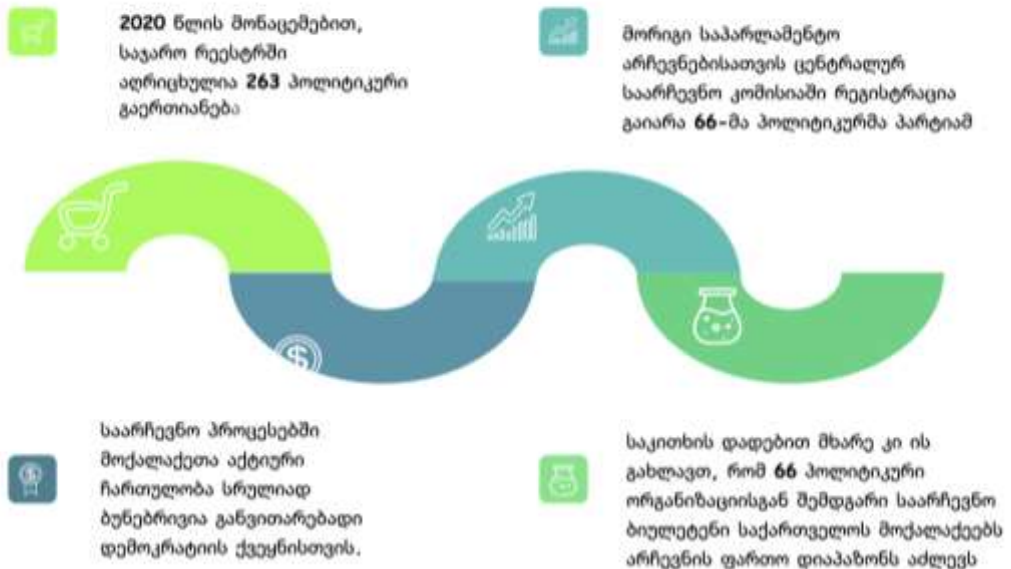 2020 წლის მონაცემებით,
საჯარო რეესტრში
აღრიცხულია 263 პოლიტიკური
გაერთიანება
მორიგი საპარლამენტო
არჩევნებისათვის ცენტრალურ
საარჩევნო კომისიაში რეგისტრაცია
გაიარა 66-მა პოლიტიკურმა პარტიამ
საარჩევნო პროცესებში
მოქალაქეთა აქტიური
ჩართულობა სრულიად
ბუნებრივია განვითარებადი
დემოკრატიის ქვეყნისთვის.
საკითხის დადებით მხარე კი ის
გახლავთ, რომ 66 პოლიტიკური
ორგანიზაციისგან შემდგარი საარჩევნო
ბიულეტენი საქართველოს მოქალაქეებს
არჩევნის ფართო დიაპაზონს აძლევს